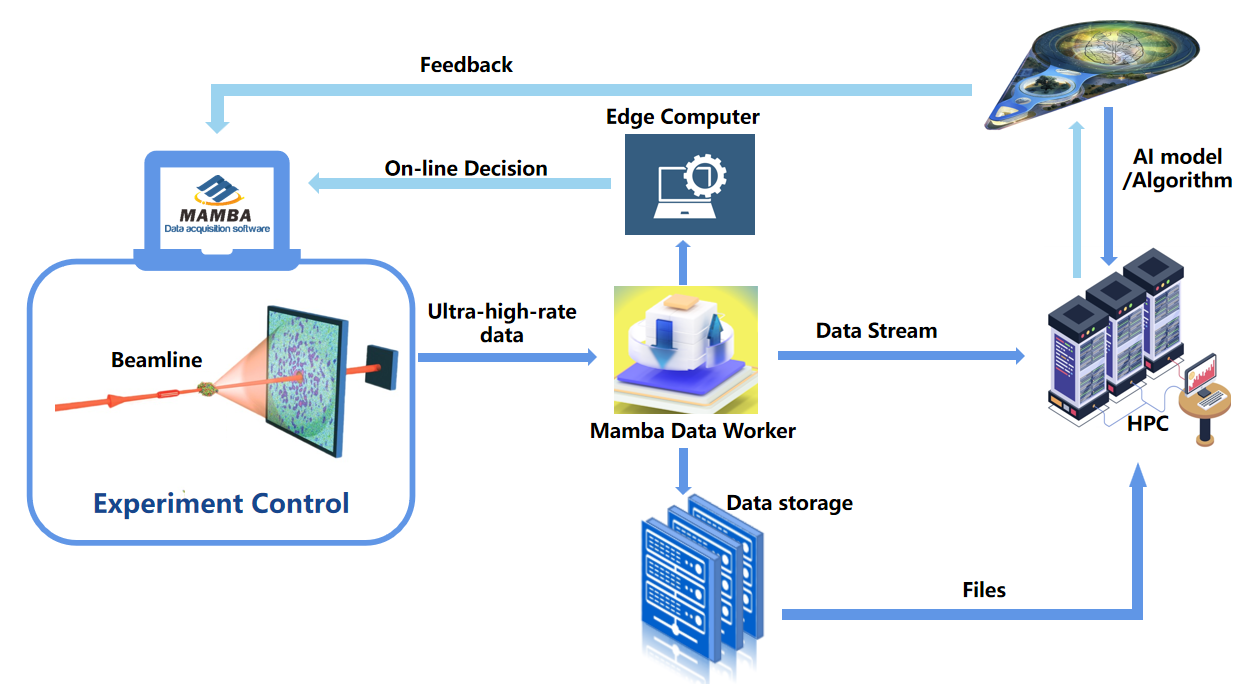 Feedback
Edge Computer
AI model
/Algorithm
On-line Decision
MAMBA
Data acquisition software
Ultra-high-rate
data
Data Stream
Beamline
HPC
Mamba Data Worker
Experiment Control
Data storage
Files